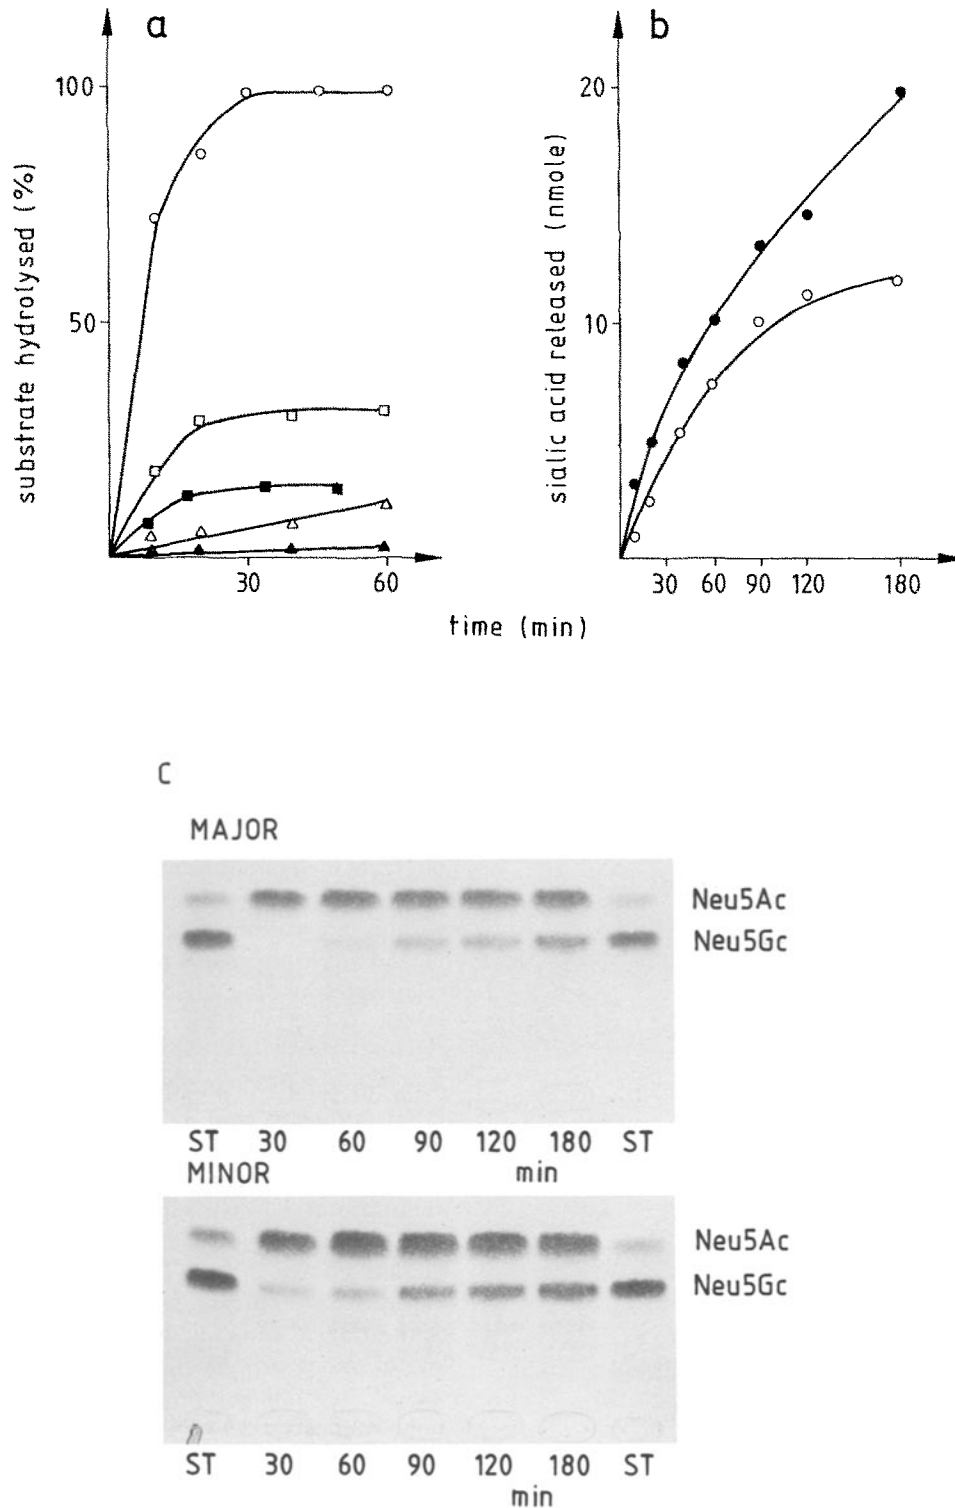 a
b
100
50
substrate hydrolysed (%)
30
60
20
10
sialic acid released (nmole)
30 60 90 120 180
time (min)
C
MAJOR
Neu5Ac
Neu5Gc
ST 30 60 90 120 180 ST
min
MINOR
Neu5Ac
Neu5Gc
ST 30 60 90 120 180 ST
min